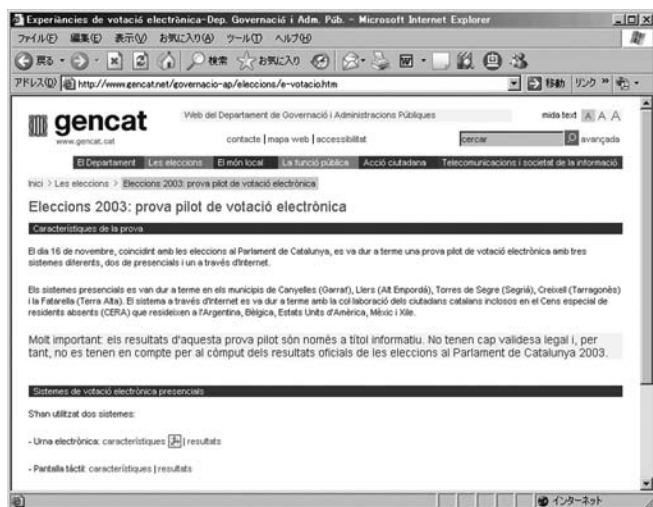 Experiències de votació electrònica-Dep. Governació i Adm. Púb. - Microsoft Internet Explorer
ファイル(F) 編集(E) 表示(V) お気に入り(A) ツール(T) ヘルプ(H)
戻る 検索 お気に入り
アドレス(D) http://www.gencat.net/governacio-ap/eleccions/e-votacio.htm 移動 リンク »
gencat
www.gencat.cat
Web del Departament de Governació i Administracions Públiques
mida text A A A
contacte | mapa web | accessibilitat
cercar avançada
El Departament Les eleccions El món local La funció pública Acció ciutadana Telecomunicacions i societat de la informació
Inici > Les eleccions > Eleccions 2003: prova pilot de votació electrònica
Eleccions 2003: prova pilot de votació electrònica
Característiques de la prova
El dia 16 de novembre, coincidint amb les eleccions al Parlament de Catalunya, es va dur a terme una prova pilot de votació electrònica amb tres
sistemes diferents, dos de presencials i un a través d'Internet.
Els sistemes presencials es van dur a terme en els municipis de Canyelles (Garraf), Llers (Alt Empordà), Torres de Segre (Segrià), Creixell (Tarragonès)
i la Fatarella (Terra Alta). El sistema a través d'Internet es va dur a terme amb la col·laboració dels ciutadans catalans inclosos en el Cens especial de
residents absents (CERA) que resideixen a l'Argentina, Bèlgica, Estats Units d'Amèrica, Mèxic i Xile.
Molt important: els resultats d'aquesta prova pilot són només a títol informatiu. No tenen cap validesa legal i, per
tant, no es tenen en compte per al còmput dels resultats oficials de les eleccions al Parlament de Catalunya 2003.
Sistemes de votació electrònica presencials
S'han utilitzat dos sistemes:
- Urna electrònica: característiques | resultats
- Pantalla tàctil: característiques | resultats
インターネット